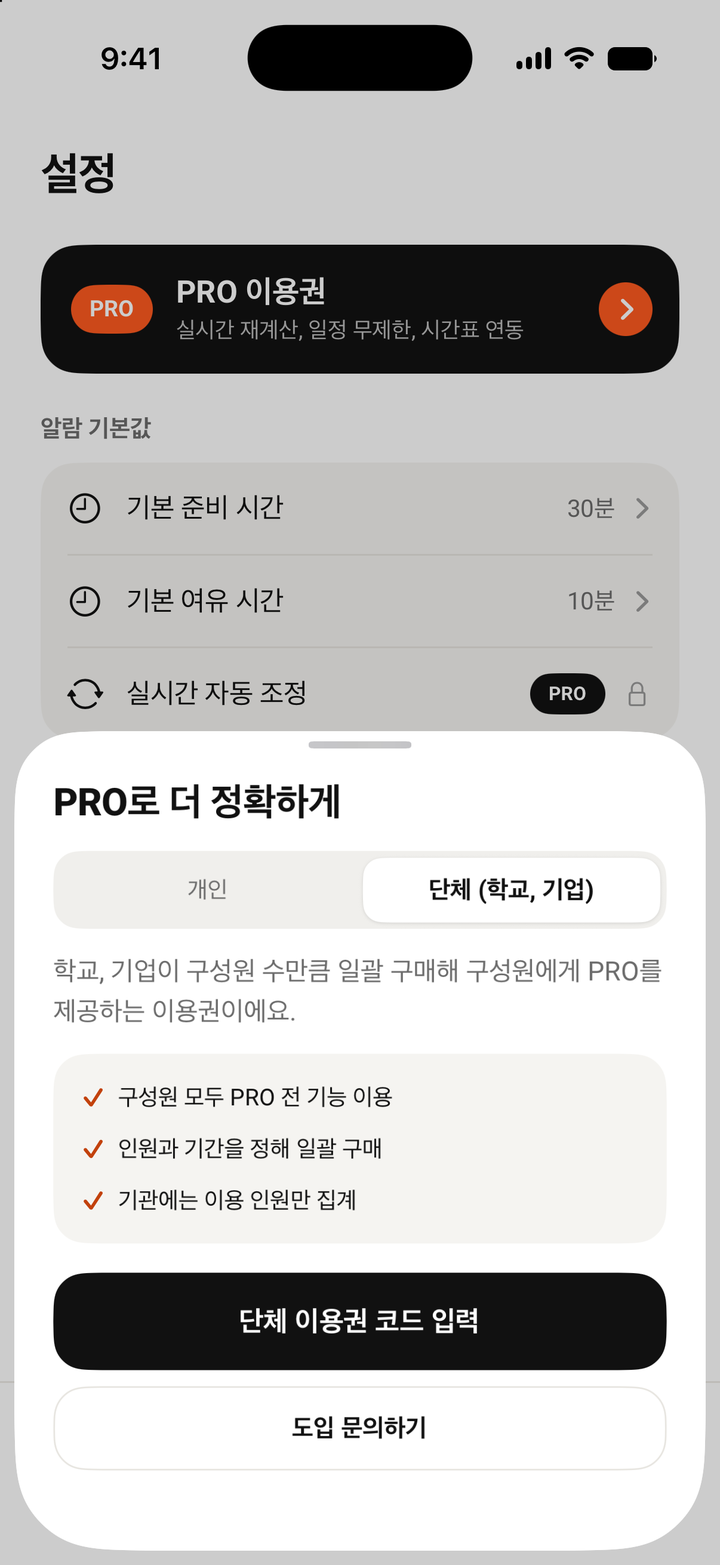 9:41
설정
PRO
PRO 이용권
실시간 재계산, 일정 무제한, 시간표 연동
알람 기본값
기본 준비 시간
30분
기본 여유 시간
10분
실시간 자동 조정
PRO
PRO로 더 정확하게
개인
단체 (학교, 기업)
학교, 기업이 구성원 수만큼 일괄 구매해 구성원에게 PRO를
제공하는 이용권이에요.
구성원 모두 PRO 전 기능 이용
인원과 기간을 정해 일괄 구매
기관에는 이용 인원만 집계
단체 이용권 코드 입력
도입 문의하기